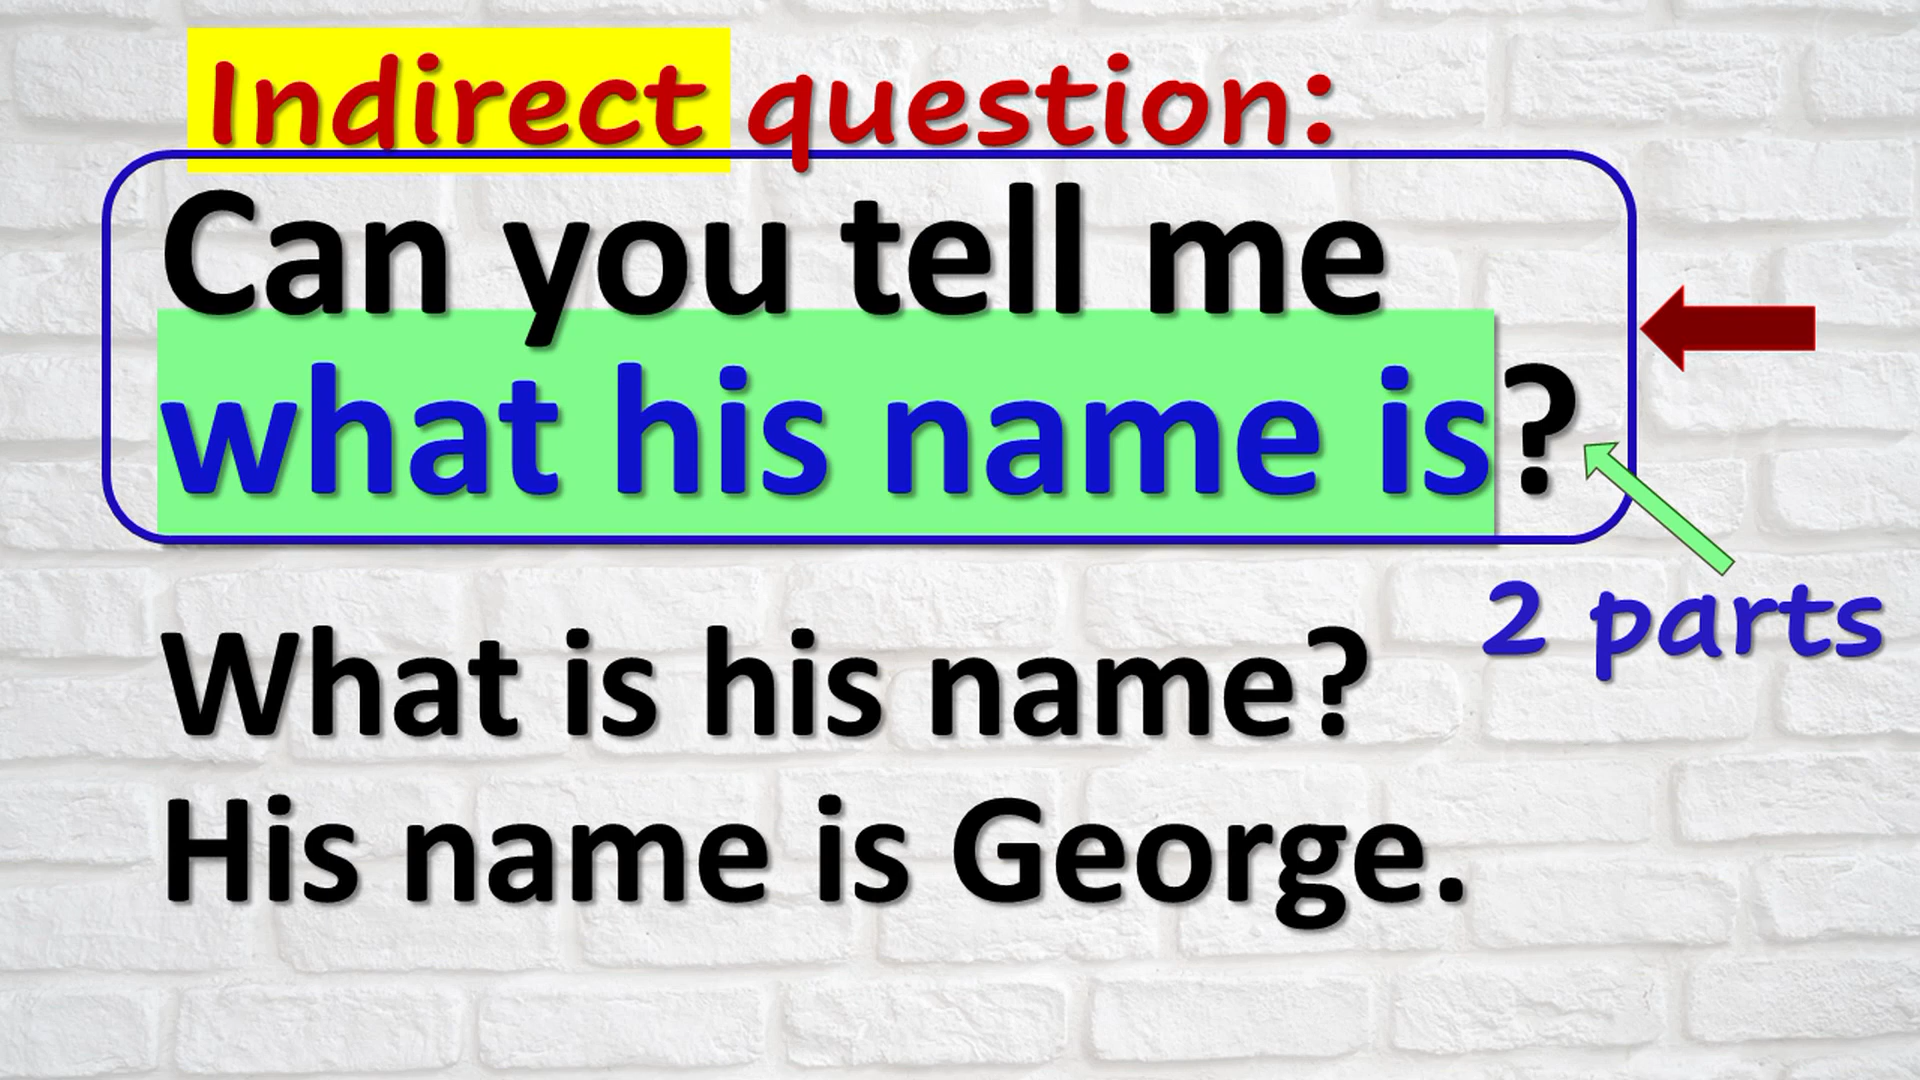 Indirect question:
Can you tell me
what his name is?
2 parts
What is his name?
His name is George.